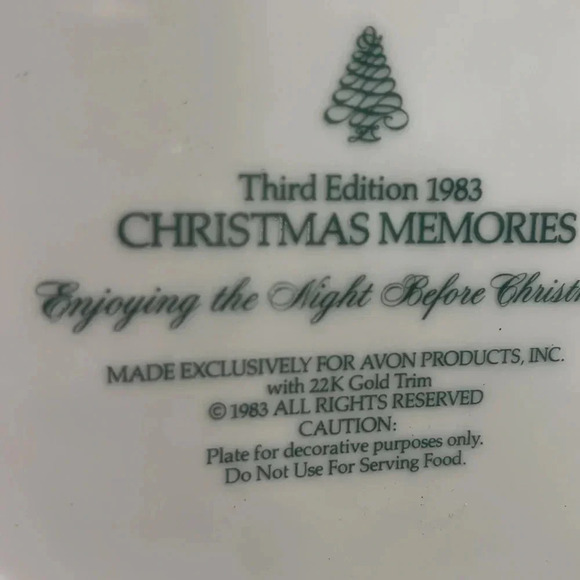 Third Edition 1983
CHRISTMAS MEMORIES
Enjoying the Night Before
MADE EXCLUSIVELY FOR AVON PRODUCTS, INC.
with 22K Gold Trim
© 1983 ALL RIGHTS RESERVED
CAUTION:
Plate for decorative purposes only.
Do Not Use For Serving Food.